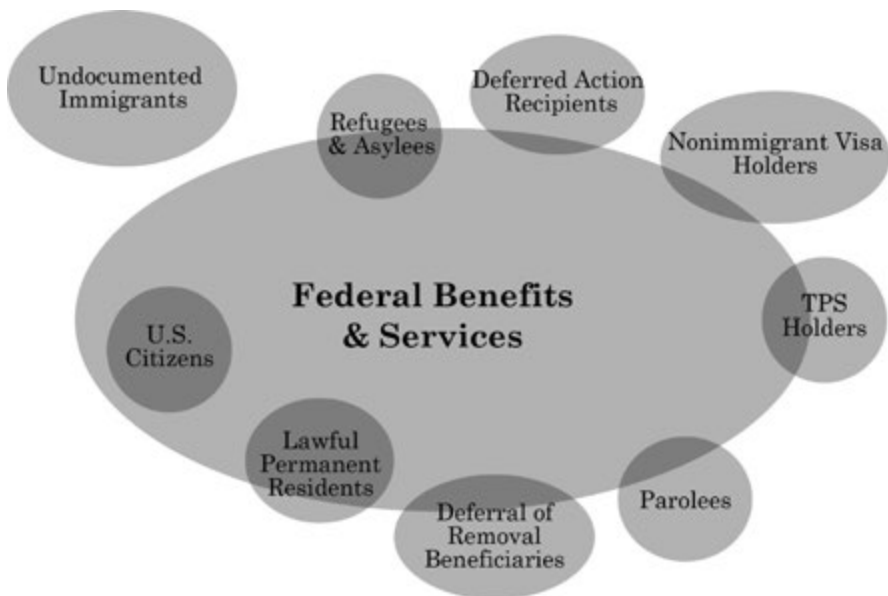 Undocumented
Immigrants
Deferred Action
Recipients
Refugees
& Asylees
Nonimmigrant Visa
Holders
Federal Benefits
& Services
TPS
Holders
U.S.
Citizens
Lawful
Permanent
Residents
Parolees
Deferral of
Removal
Beneficiaries